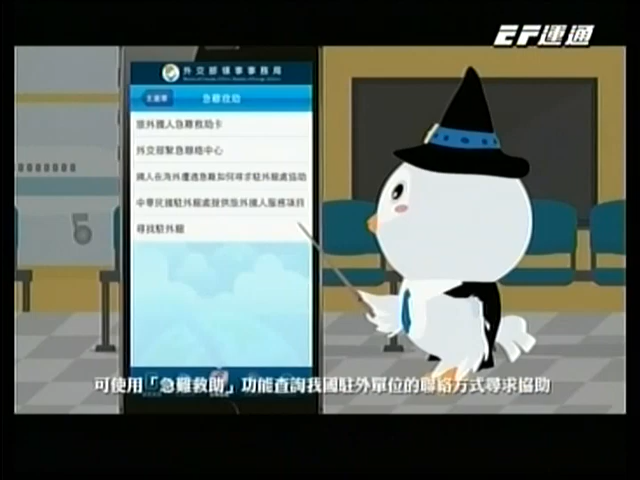 EF運通
外交部領事事務局
主選單
急難救助
旅外國人急難救助卡
外交部緊急聯絡中心
國人在海外遭遇急難如何尋求駐外館處協助
中華民國駐外館處提供旅外國人服務項目
尋找駐外館
5
可使用「急難救助」功能查詢我國駐外單位的聯絡方式尋求協助